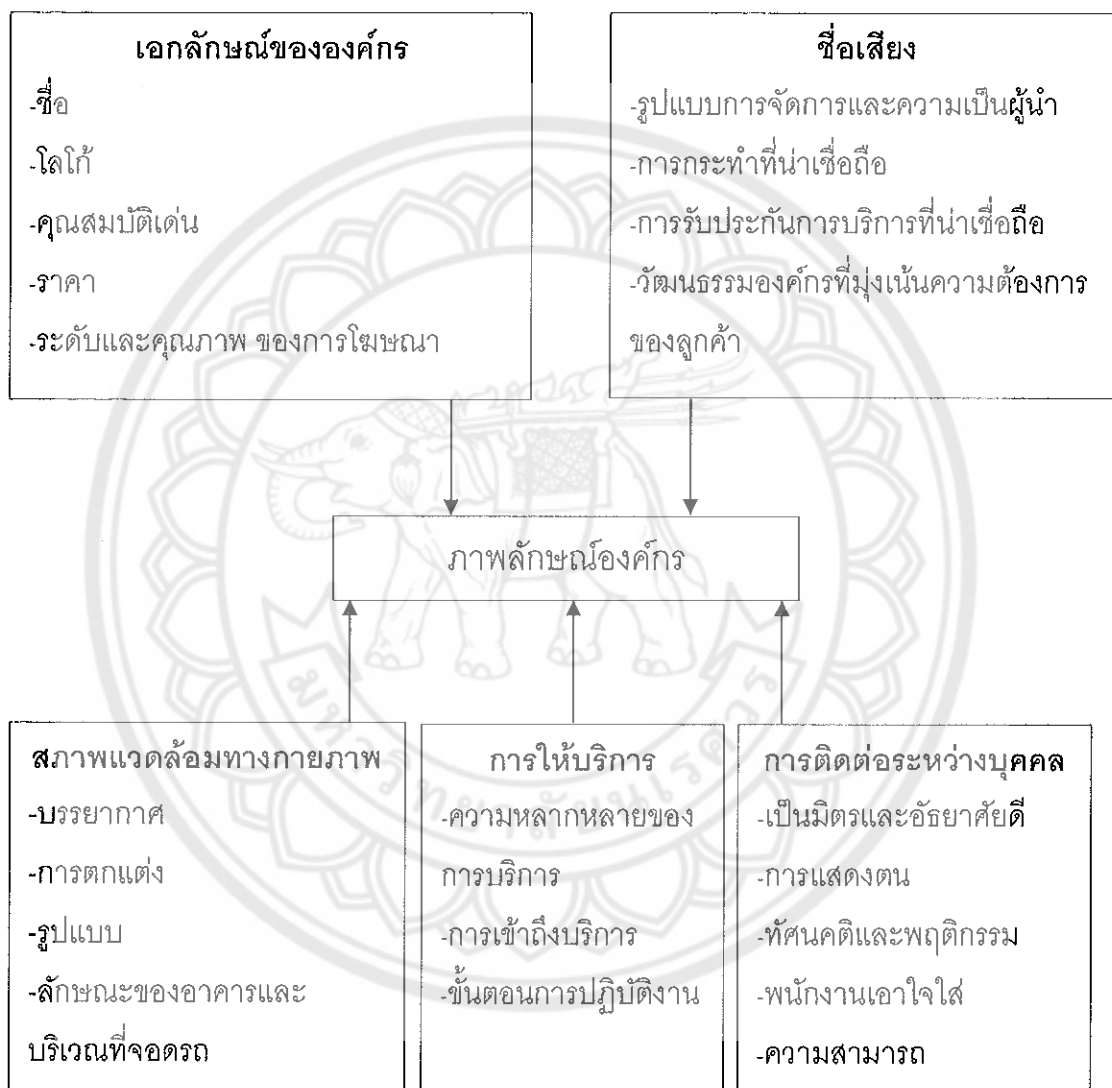 เอกลักษณ์ขององค์กร
-ชื่อ
-โลโก้
-คุณสมบัติเด่น
-ราคา
-ระดับและคุณภาพ ของการโฆษณา
ชื่อเสียง
-รูปแบบการจัดการและความเป็นผู้นำ
-การกระทำที่น่าเชื่อถือ
-การรับประกันการบริการที่น่าเชื่อถือ
-วัฒนธรรมองค์กรที่มุ่งเน้นความต้องการ
ของลูกค้า
ภาพลักษณ์องค์กร
สภาพแวดล้อมทางกายภาพ
-บรรยากาศ
-การตกแต่ง
-รูปแบบ
-ลักษณะของอาคารและ
บริเวณที่จอดรถ
การให้บริการ
-ความหลากหลายของ
การบริการ
-การเข้าถึงบริการ
-ขั้นตอนการปฏิบัติงาน
การติดต่อระหว่างบุคคล
-เป็นมิตรและอัธยาศัยดี
-การแสดงตน
-ทัศนคติและพฤติกรรม
-พนักงานเอาใจใส่
-ความสามารถ
มหาวิทยาลัยนเรศวร